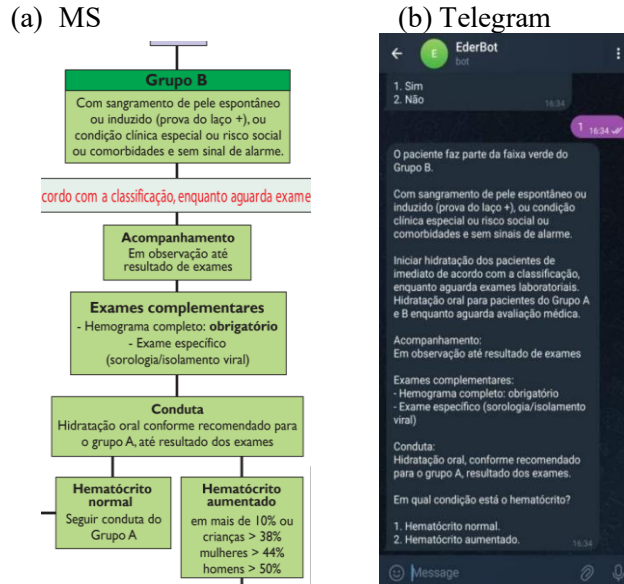 (a) MS
Grupo B
Com sangramento de pele espontâneo
ou induzido (prova do laço +), ou
condição clínica especial ou risco social
ou comorbidades e sem sinal de alarme.
cordo com a classificação, enquanto aguarda exame
Acompanhamento
Em observação até
resultado de exames
Exames complementares
- Hemograma completo: obrigatório
- Exame específico
(sorologia/isolamento viral)
Conduta
Hidratação oral conforme recomendado para
o grupo A, até resultado dos exames
Hematócrito
normal
Seguir conduta do
Grupo A
Hematócrito
aumentado
em mais de 10% ou
crianças > 38%
mulheres > 44%
homens > 50%
(b) Telegram
E
EderBot
bot
1. Sim
2. Não
16:34
1 16:34
O paciente faz parte da faixa verde do
Grupo B.
Com sangramento de pele espontâneo ou
induzido (prova do laço +), ou condição
clínica especial ou risco social ou
comorbidades e sem sinais de alarme.
Iniciar hidratação dos pacientes de
imediato de acordo com a classificação,
enquanto aguarda exames laboratoriais.
Hidratação oral para pacientes do Grupo A
e B enquanto aguarda avaliação médica.
Acompanhamento:
Em observação até resultado de exames
Exames complementares:
- Hemograma completo: obrigatório
- Exame específico (sorologia/isolamento
viral)
Conduta:
Hidratação oral, conforme recomendado
para o grupo A, resultado dos exames.
Em qual condição está o hematócrito?
1. Hematócrito normal.
2. Hematócrito aumentado.
16:34
Message